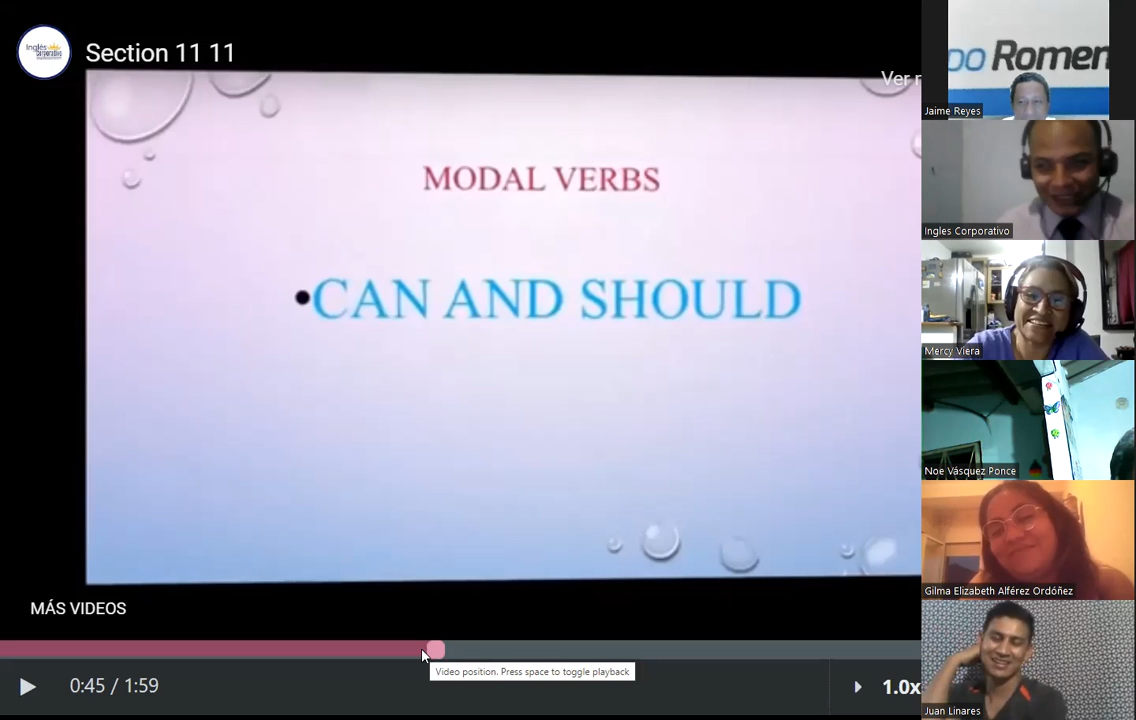 Inglés
Corporativo
Section 11 11
Ver
MODAL VERBS
•CAN AND SHOULD
MÁS VIDEOS
Video position. Press space to toggle playback
0:45 / 1:59
1.0x
Romen
Jaime Reyes
Ingles Corporativo
Mercy Viera
Noe Vásquez Ponce
Gilma Elizabeth Alférez Ordóñez
Juan Linares